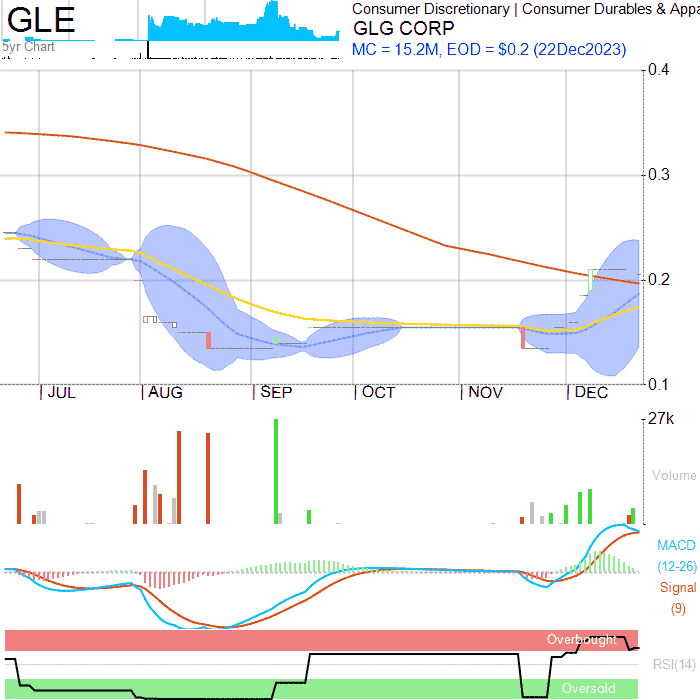 GLE
5yr Chart
Consumer Discretionary | Consumer Durables & Appa
GLG CORP
MC = 15.2M, EOD = $0.2 (22Dec2023)
0.4
0.3
0.2
0.1
JUL AUG SEP OCT NOV DEC
27k
Volume
MACD
(12-26)
Signal
(9)
Overbought
RSI(14)
Oversold